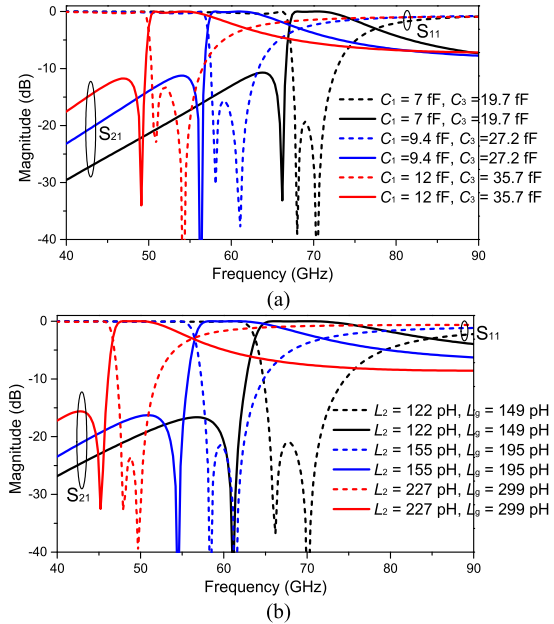 0
-10
-20
-30
-40
Magnitude (dB)
S11
S21
C1 = 7 fF, C3 =19.7 fF
C1 = 7 fF, C3 =19.7 fF
C1 =9.4 fF, C3=27.2 fF
C1 =9.4 fF, C3=27.2 fF
C1 = 12 fF, C3 = 35.7 fF
C1 = 12 fF, C3 = 35.7 fF
40 50 60 70 80 90
Frequency (GHz)
(a)
0
-10
-20
-30
-40
Magnitude (dB)
S11
S21
L2 = 122 pH, Lg = 149 pH
L2 = 122 pH, Lg = 149 pH
L2 = 155 pH, Lg = 195 pH
L2 = 155 pH, Lg = 195 pH
L2 = 227 pH, Lg = 299 pH
L2 = 227 pH, Lg = 299 pH
40 50 60 70 80 90
Frequency (GHz)
(b)